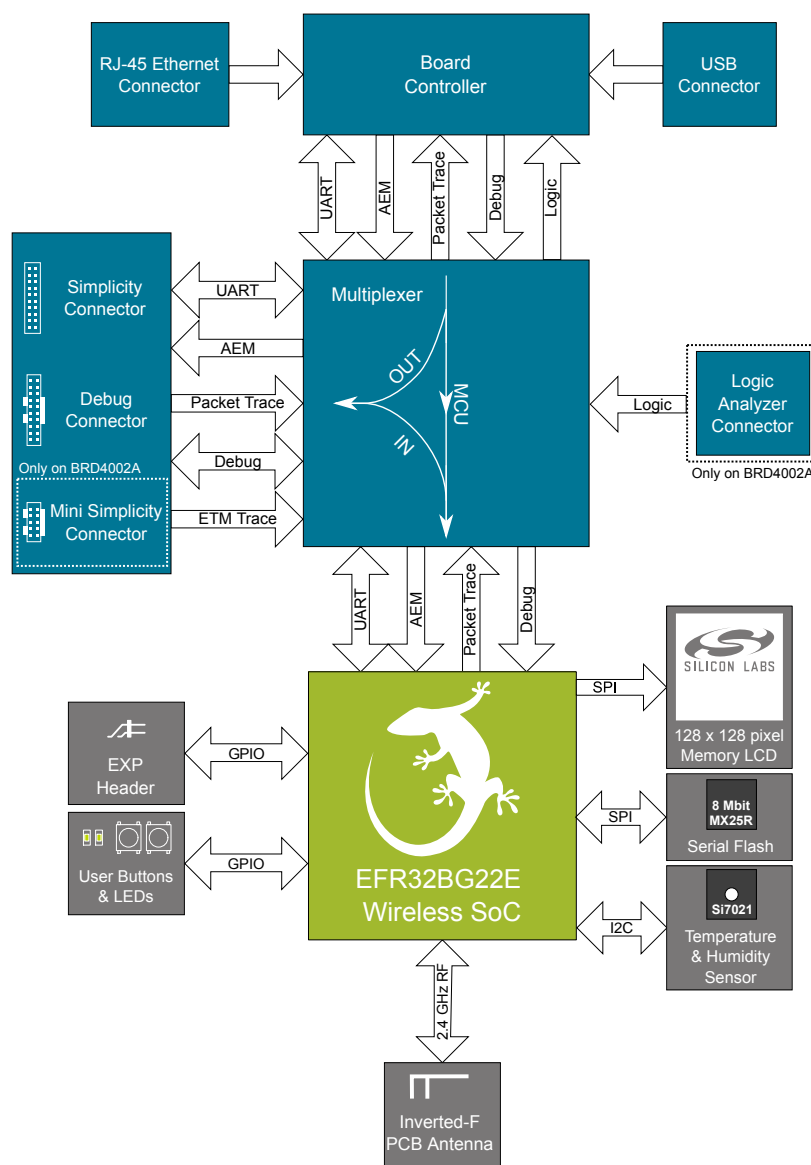 RJ-45 Ethernet
Connector
Board
Controller
USB
Connector
UART
AEM
Packet Trace
Debug
Logic
Simplicity
Connector
Debug
Connector
Only on BRD4002A
Mini Simplicity
Connector
UART
AEM
Packet Trace
Debug
ETM Trace
Multiplexer
OUT
IN
MCU
Logic
Logic
Analyzer
Connector
Only on BRD4002A
UART
AEM
Packet Trace
Debug
SPI
SILICON LABS
128 x 128 pixel
Memory LCD
EXP
Header
GPIO
User Buttons
& LEDs
GPIO
EFR32BG22E
Wireless SoC
SPI
8 Mbit
MX25R
Serial Flash
I2C
Si7021
Temperature
& Humidity
Sensor
2.4 GHz RF
Inverted-F
PCB Antenna